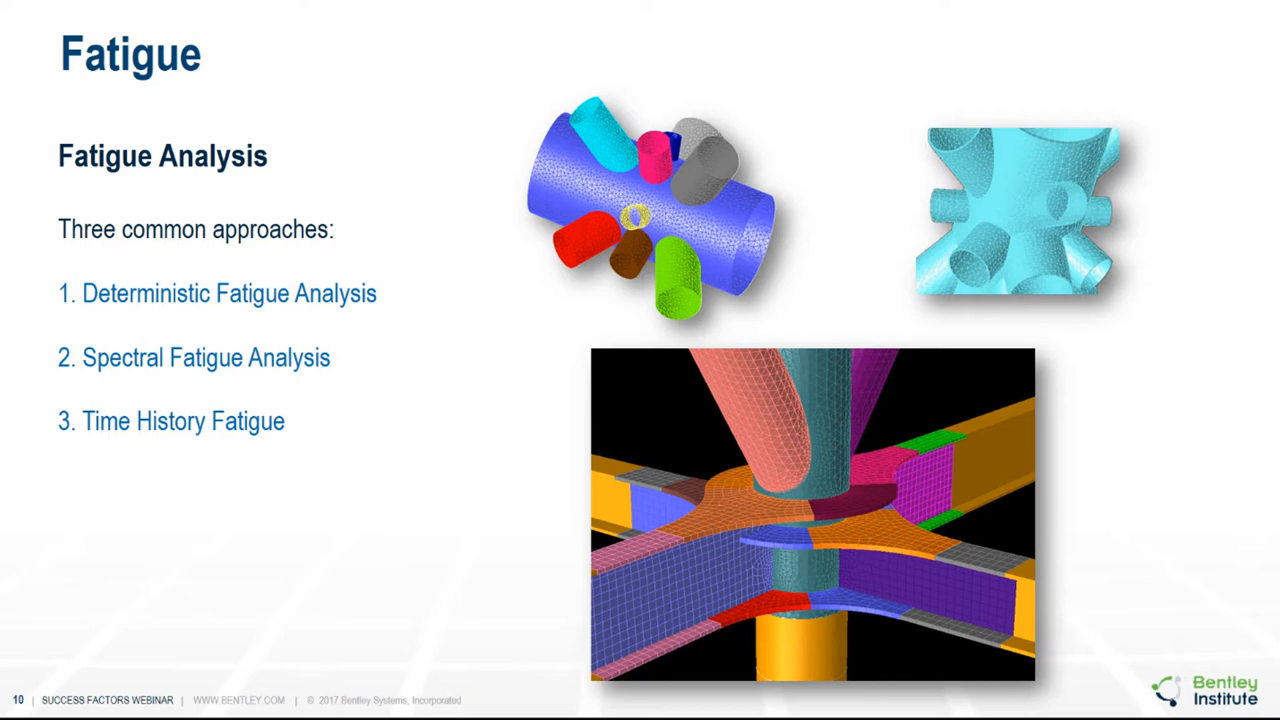 Fatigue
Fatigue Analysis
Three common approaches:
1. Deterministic Fatigue Analysis
2. Spectral Fatigue Analysis
3. Time History Fatigue
10 | SUCCESS FACTORS WEBINAR | WWW.BENTLEY.COM | © 2017 Bentley Systems, Incorporated
Bentley
Institute